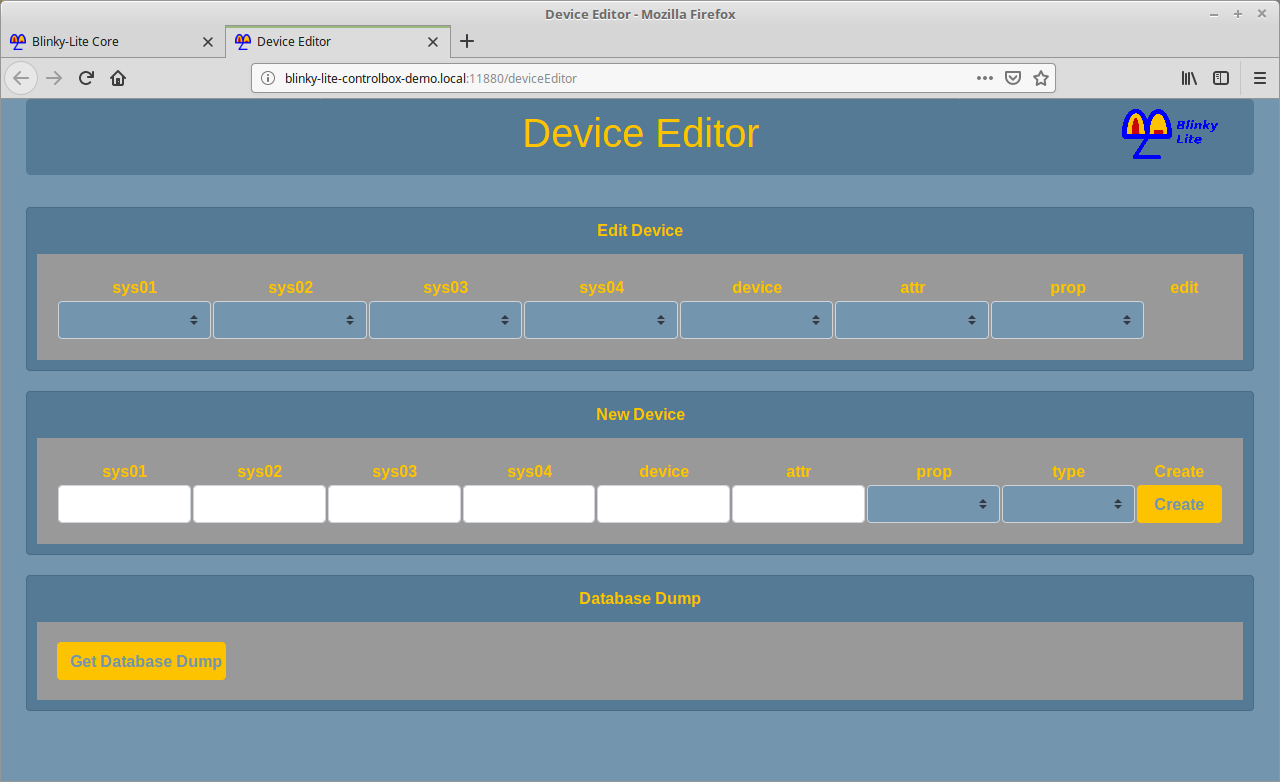 Device Editor - Mozilla Firefox
Blinky-Lite Core
Device Editor
blinky-lite-controlbox-demo.local:11880/deviceEditor
Device Editor
Blinky
Lite
Edit Device
sys01 sys02 sys03 sys04 device attr prop edit
New Device
sys01 sys02 sys03 sys04 device attr prop type Create
Create
Database Dump
Get Database Dump